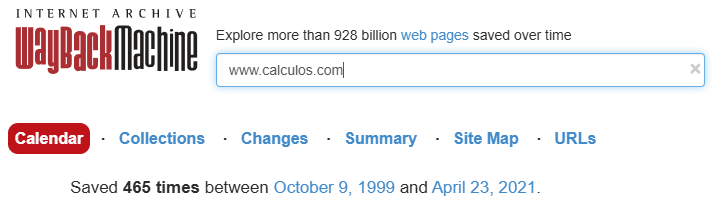 INTERNET ARCHIVE
WayBackMachine
Explore more than 928 billion web pages saved over time
www.calculos.com
Calendar · Collections · Changes · Summary · Site Map · URLs
Saved 465 times between October 9, 1999 and April 23, 2021.